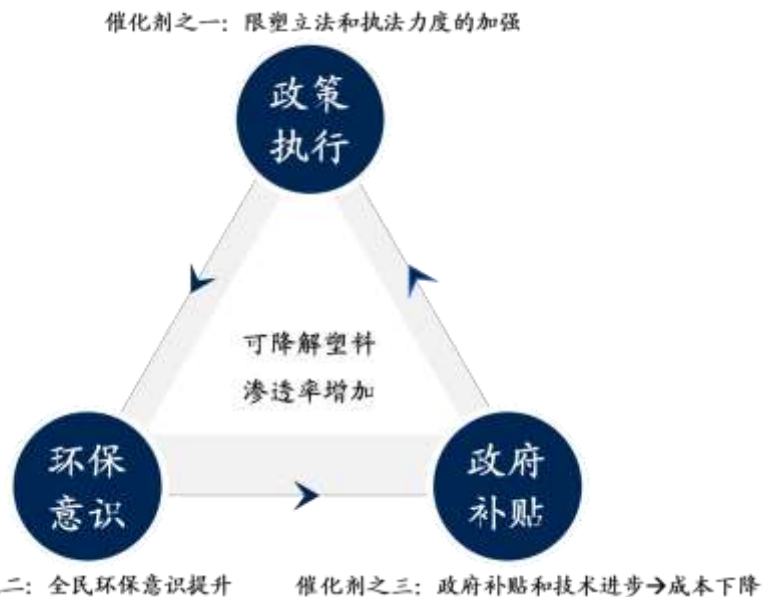 催化剂之一：限塑立法和执法力度的加强
政策
执行
可降解塑料
渗透率增加
环保
意识
政府
补贴
二：全民环保意识提升
催化剂之三：政府补贴和技术进步→成本下降